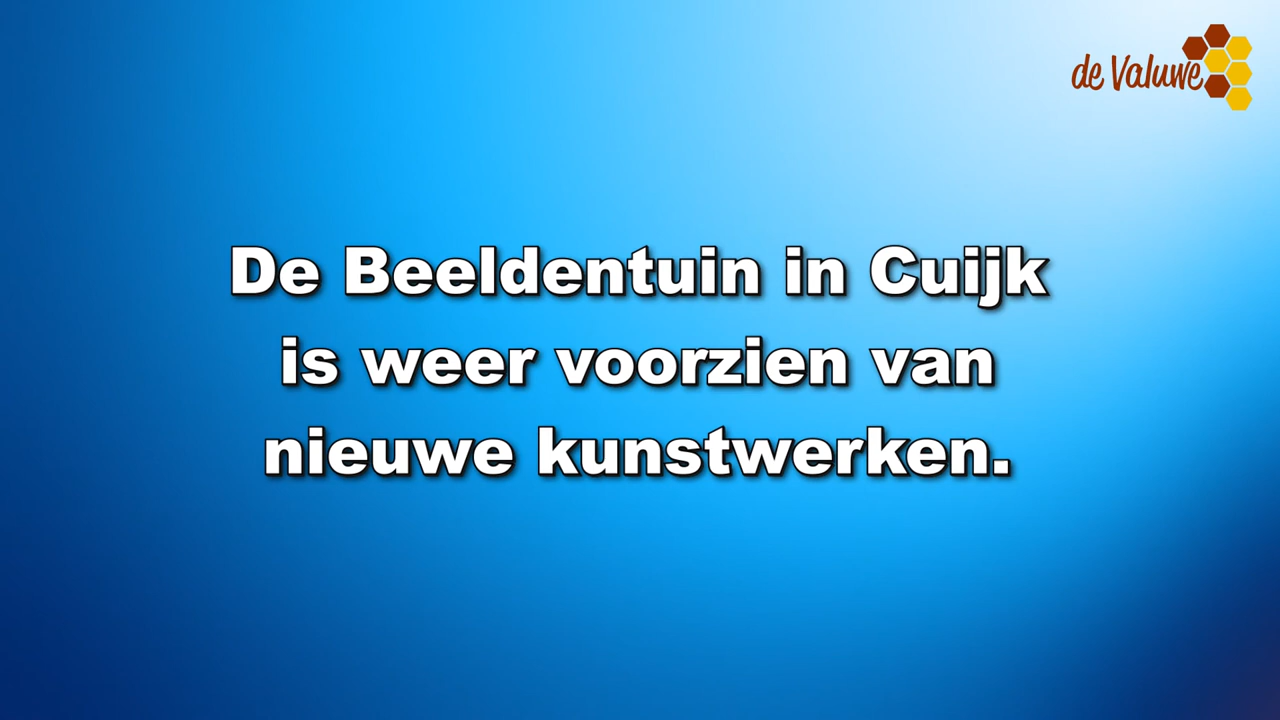 de Valuwe
De Beeldentuin in Cuijk
is weer voorzien van
nieuwe kunstwerken.